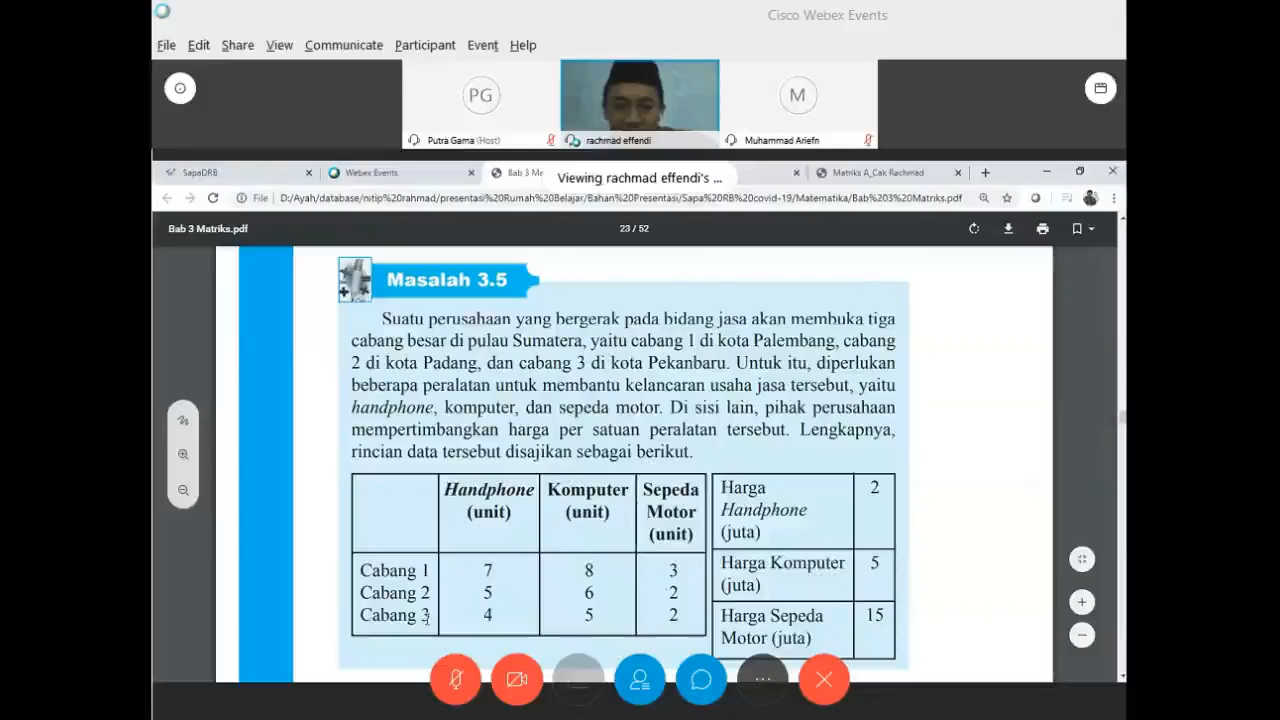 Cisco Webex Events
File Edit Share View Communicate Participant Event Help
PG
M
Putra Gama (Host)
rachmad effendi
Muhammad Ariefn
SapaDRB
Webex Events
Bab 3 Me
Viewing rachmad effendi's ...
Matriks A_Cak Rachmad
File D:/Ayah/database/nitip%20rahmad/presentasi%20Rumah%20Belajar/Bahan%20Presentasi/Sapa%20RB%20covid-19/Matematika/Bab%203%20Matriks.pdf
Bab 3 Matriks.pdf
23 / 52
Masalah 3.5
Suatu perusahaan yang bergerak pada bidang jasa akan membuka tiga
cabang besar di pulau Sumatera, yaitu cabang 1 di kota Palembang, cabang
2 di kota Padang, dan cabang 3 di kota Pekanbaru. Untuk itu, diperlukan
beberapa peralatan untuk membantu kelancaran usaha jasa tersebut, yaitu
handphone, komputer, dan sepeda motor. Di sisi lain, pihak perusahaan
mempertimbangkan harga per satuan peralatan tersebut. Lengkapnya,
rincian data tersebut disajikan sebagai berikut.
Handphone (unit) Komputer (unit) Sepeda Motor (unit)
Cabang 1 7 8 3
Cabang 2 5 6 2
Cabang 3 4 5 2
Harga Handphone (juta) 2
Harga Komputer (juta) 5
Harga Sepeda Motor (juta) 15